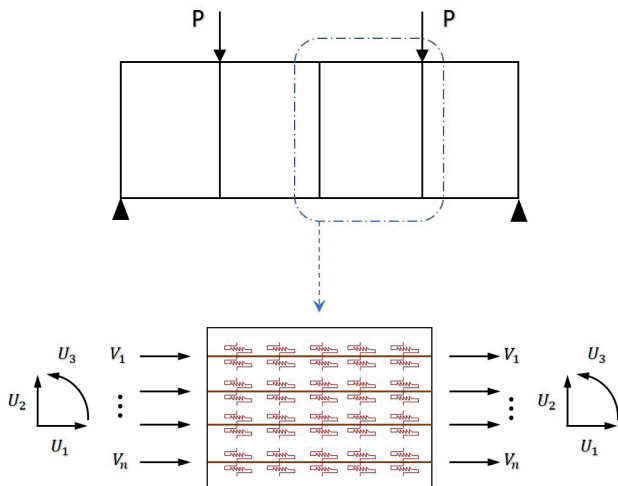 P P
U₃ V₁ V₁ U₃
U₂ U₂
U₁ U₁
Vₙ Vₙ